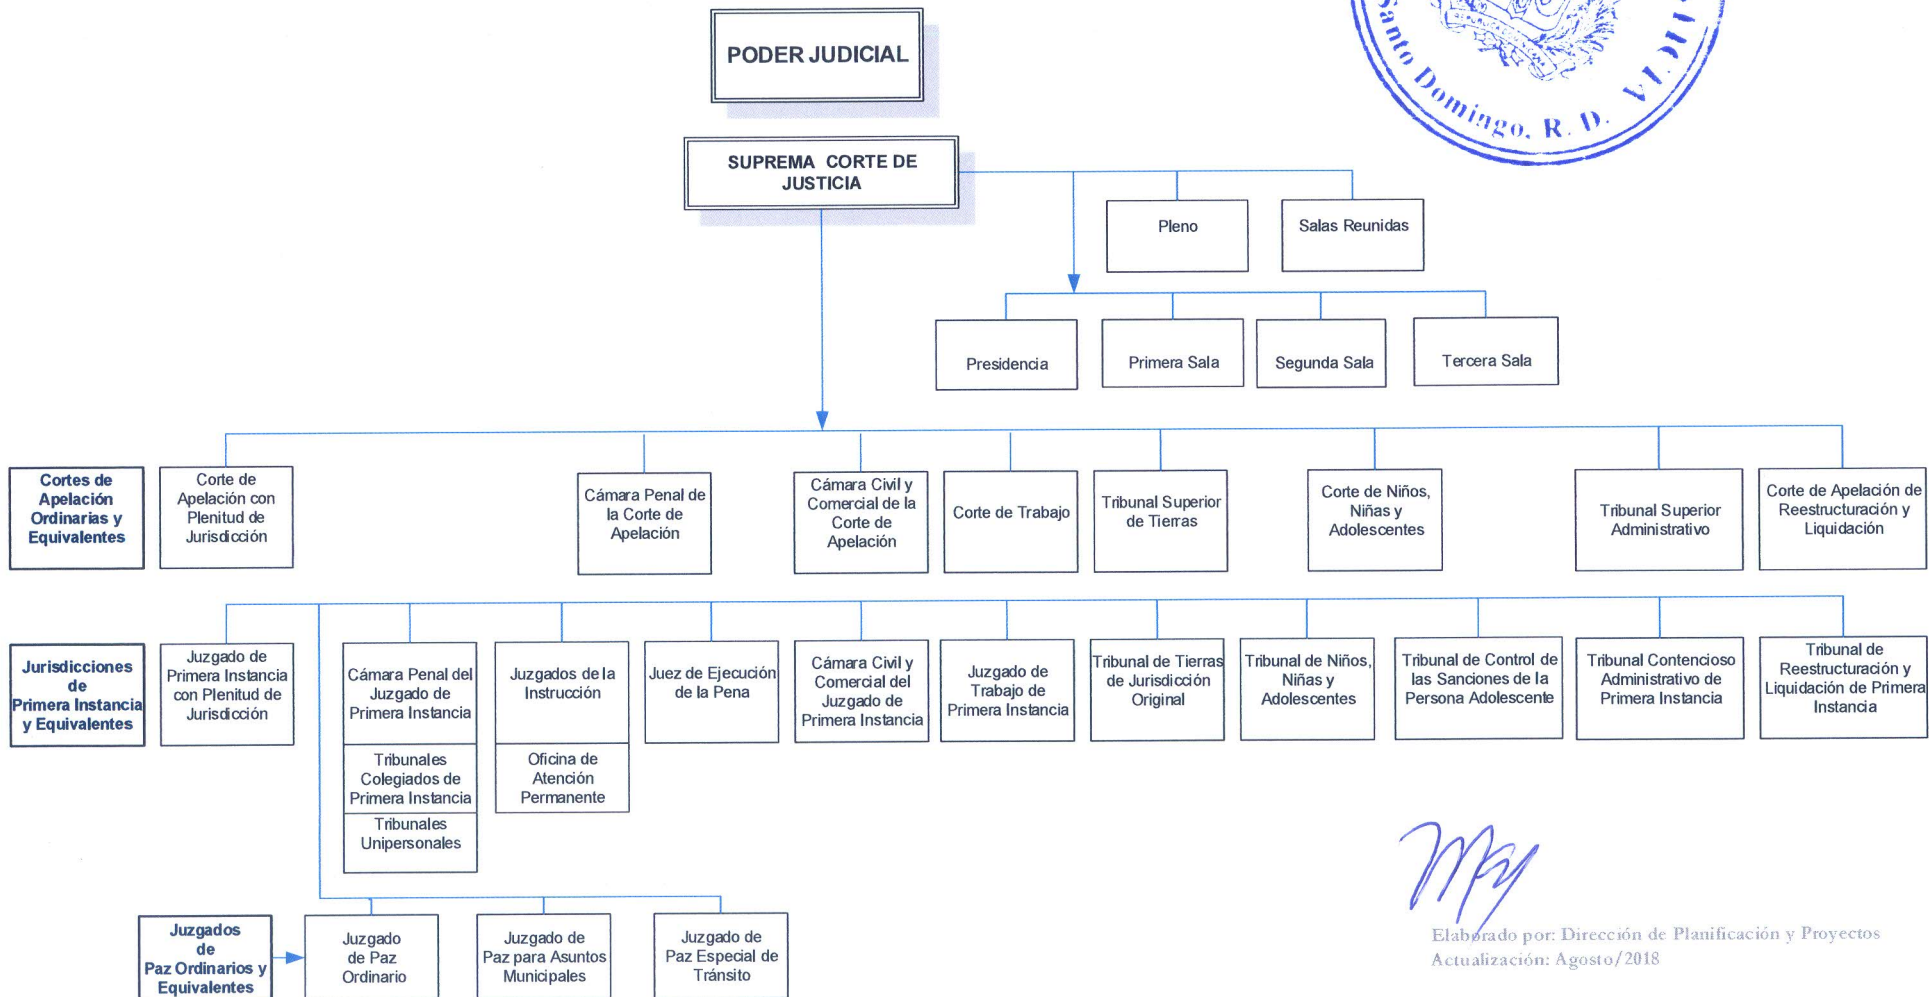 PODER JUDICIAL
Santo Domingo, R. D.
SUPREMA CORTE DE
JUSTICIA
Pleno
Salas Reunidas
Presidencia
Primera Sala
Segunda Sala
Tercera Sala
Cortes de
Apelación
Ordinarias y
Equivalentes
Corte de
Apelación con
Plenitud de
Jurisdicción
Cámara Penal de
la Corte de
Apelación
Cámara Civil y
Comercial de la
Corte de
Apelación
Corte de Trabajo
Tribunal Superior
de Tierras
Corte de Niños,
Niñas y
Adolescentes
Tribunal Superior
Administrativo
Corte de Apelación de
Reestructuración y
Liquidación
Jurisdicciones
de
Primera Instancia
y Equivalentes
Juzgado de
Primera Instancia
con Plenitud de
Jurisdicción
Cámara Penal del
Juzgado de
Primera Instancia
Tribunales
Colegiados de
Primera Instancia
Tribunales
Unipersonales
Juzgados de la
Instrucción
Oficina de
Atención
Permanente
Juez de Ejecución
de la Pena
Cámara Civil y
Comercial del
Juzgado de
Primera Instancia
Juzgado de
Trabajo de
Primera Instancia
Tribunal de Tierras
de Jurisdicción
Original
Tribunal de Niños,
Niñas y
Adolescentes
Tribunal de Control de
las Sanciones de la
Persona Adolescente
Tribunal Contencioso
Administrativo de
Primera Instancia
Tribunal de
Reestructuración y
Liquidación de Primera
Instancia
Juzgados
de
Paz Ordinarios y
Equivalentes
Juzgado
de Paz
Ordinario
Juzgado de
Paz para Asuntos
Municipales
Juzgado de
Paz Especial de
Tránsito
Elaborado por: Dirección de Planificación y Proyectos
Actualización: Agosto/2018